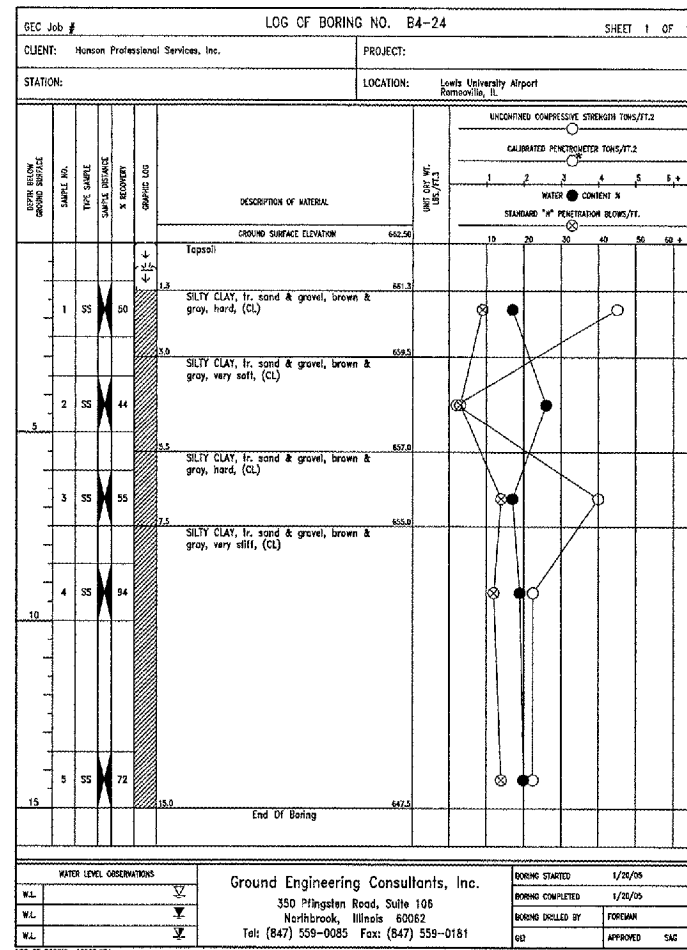 GEC Job #
LOG OF BORING NO. B4-24
SHEET 1 OF
CLIENT: Hanson Professional Services, Inc.
PROJECT:
STATION:
LOCATION: Lewis University Airport
Romeoville, IL
DEPTH BELOW GROUND SURFACE
SAMPLE NO.
TYPE SAMPLE
SAMPLE DISTANCE
% RECOVERY
GRAPHIC LOG
DESCRIPTION OF MATERIAL
GROUND SURFACE ELEVATION 662.50
UNIT DRY WT. LBS./FT.3
UNCONFINED COMPRESSIVE STRENGTH TONS/FT.2
CALIBRATED PENETROMETER TONS/FT.2
1 2 3 4 5 6 +
WATER CONTENT %
STANDARD "N" PENETRATION BLOWS/FT.
10 20 30 40 50 60 +
Topsoil
1.3 661.3
SILTY CLAY, tr. sand & gravel, brown &
gray, hard, (CL)
1 SS 50
3.0 659.5
SILTY CLAY, tr. sand & gravel, brown &
gray, very soft, (CL)
2 SS 44
5
5.5 657.0
SILTY CLAY, tr. sand & gravel, brown &
gray, hard, (CL)
3 SS 55
7.5 655.0
SILTY CLAY, tr. sand & gravel, brown &
gray, very stiff, (CL)
4 SS 94
10
5 SS 72
15
15.0 647.5
End Of Boring
WATER LEVEL OBSERVATIONS
W.L.
W.L.
W.L.
Ground Engineering Consultants, Inc.
350 Pfingsten Road, Suite 106
Northbrook, Illinois 60062
Tel: (847) 559-0085 Fax: (847) 559-0181
BORING STARTED 1/20/05
BORING COMPLETED 1/20/05
BORING DRILLED BY FOREMAN
APPROVED SAG